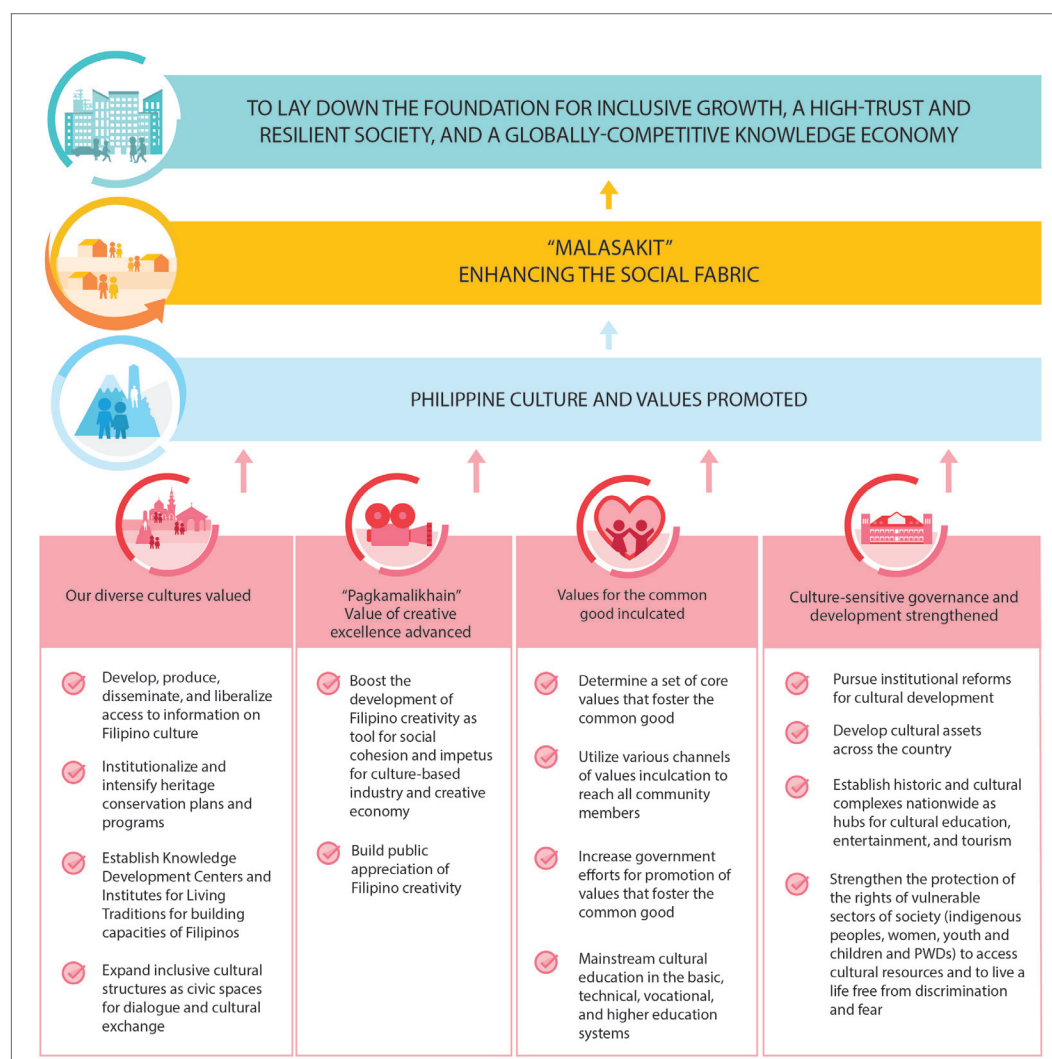 TO LAY DOWN THE FOUNDATION FOR INCLUSIVE GROWTH, A HIGH-TRUST AND
RESILIENT SOCIETY, AND A GLOBALLY-COMPETITIVE KNOWLEDGE ECONOMY
“MALASAKIT”
ENHANCING THE SOCIAL FABRIC
PHILIPPINE CULTURE AND VALUES PROMOTED
Our diverse cultures valued
Develop, produce,
disseminate, and liberalize
access to information on
Filipino culture
Institutionalize and
intensify heritage
conservation plans and
programs
Establish Knowledge
Development Centers and
Institutes for Living
Traditions for building
capacities of Filipinos
Expand inclusive cultural
structures as civic spaces
for dialogue and cultural
exchange
“Pagkamalikhain”
Value of creative
excellence advanced
Boost the
development of
Filipino creativity as
tool for social
cohesion and impetus
for culture-based
industry and creative
economy
Build public
appreciation of
Filipino creativity
Values for the common
good inculcated
Determine a set of core
values that foster the
common good
Utilize various channels
of values inculcation to
reach all community
members
Increase government
efforts for promotion of
values that foster the
common good
Mainstream cultural
education in the basic,
technical, vocational,
and higher education
systems
Culture-sensitive governance and
development strengthened
Pursue institutional reforms
for cultural development
Develop cultural assets
across the country
Establish historic and cultural
complexes nationwide as
hubs for cultural education,
entertainment, and tourism
Strengthen the protection of
the rights of vulnerable
sectors of society (indigenous
peoples, women, youth and
children and PWDs) to access
cultural resources and to live a
life free from discrimination
and fear